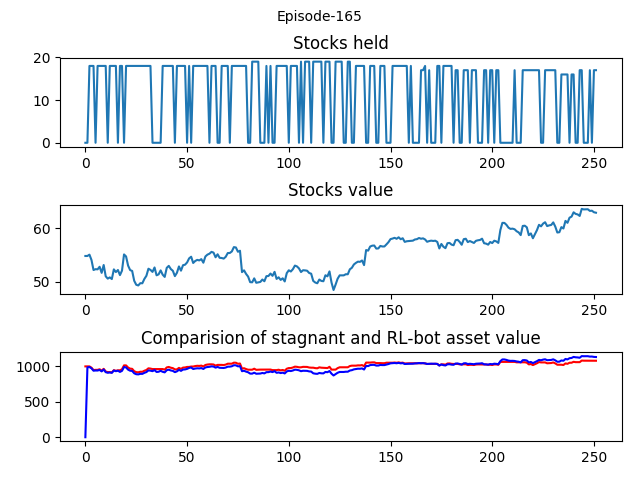 Episode-165
Stocks held
20
10
0
0 50 100 150 200 250
Stocks value
60
50
0 50 100 150 200 250
Comparision of stagnant and RL-bot asset value
1000
500
0
0 50 100 150 200 250